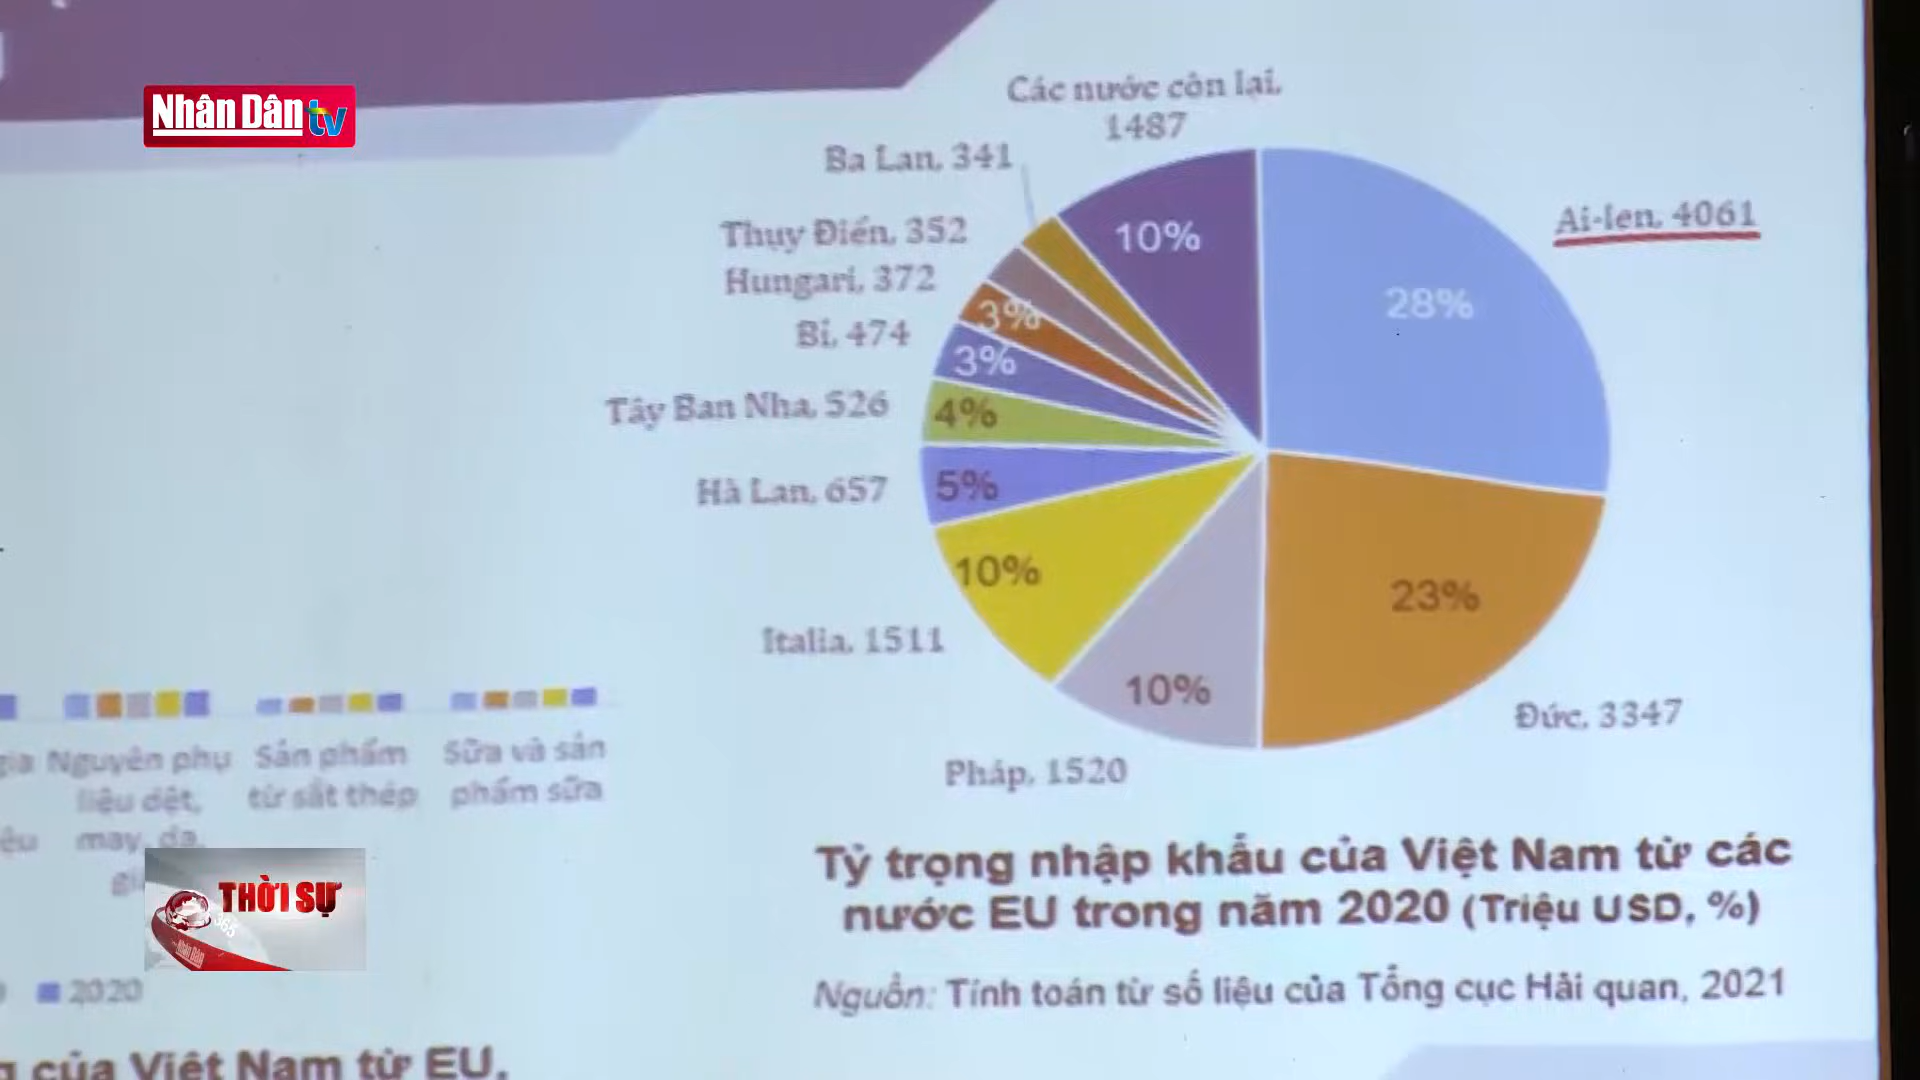 Nhân Dân tv
Các nước còn lại,
1487
Ba Lan, 341
Thụy Điển, 352
Hungari, 372
Bỉ, 474
Tây Ban Nha, 526
Hà Lan, 657
Italia, 1511
Pháp, 1520
Đức, 3347
Ai-len, 4061
10%
28%
3%
3%
4%
5%
10%
23%
10%
Nguyên phụ
liệu dệt,
may, da,
Sản phẩm
từ sắt thép
Sữa và sản
phẩm sữa
Tỷ trọng nhập khẩu của Việt Nam từ các
nước EU trong năm 2020 (Triệu USD, %)
Nguồn: Tính toán từ số liệu của Tổng cục Hải quan, 2021
THỜI SỰ
365
Nhân Dân
2020
của Việt Nam từ EU,